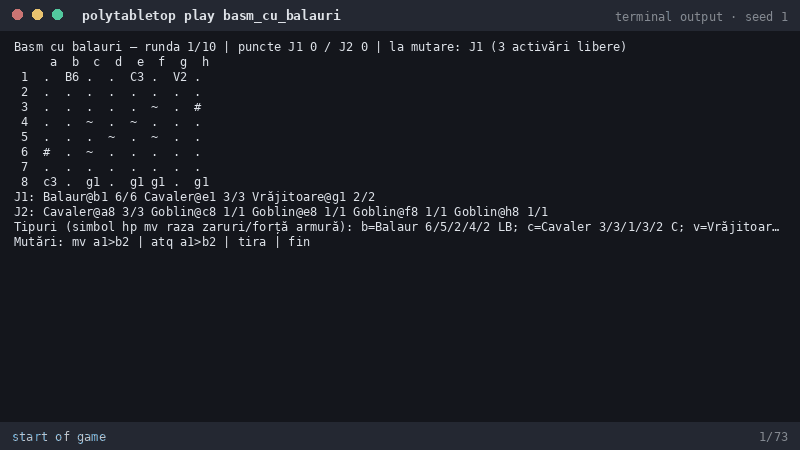 polytabletop play basm_cu_balauri
terminal output · seed 1
Basm cu balauri — runda 1/10 | puncte J1 0 / J2 0 | la mutare: J1 (3 activări libere)
a b c d e f g h
1 . B6 . . C3 . V2 .
2 . . . . . . . .
3 . . . . . ~ . #
4 . . ~ . ~ . . .
5 . . . ~ . ~ . .
6 # . ~ . . . . .
7 . . . . . . . .
8 c3 . g1 . g1 g1 . g1
J1: Balaur@b1 6/6 Cavaler@e1 3/3 Vrăjitoare@g1 2/2
J2: Cavaler@a8 3/3 Goblin@c8 1/1 Goblin@e8 1/1 Goblin@f8 1/1 Goblin@h8 1/1
Tipuri (simbol hp mv raza zaruri/forță armură): b=Balaur 6/5/2/4/2 LB; c=Cavaler 3/3/1/3/2 C; v=Vrăjitoar…
Mutări: mv a1>b2 | atq a1>b2 | tira | fin
start of game
1/73